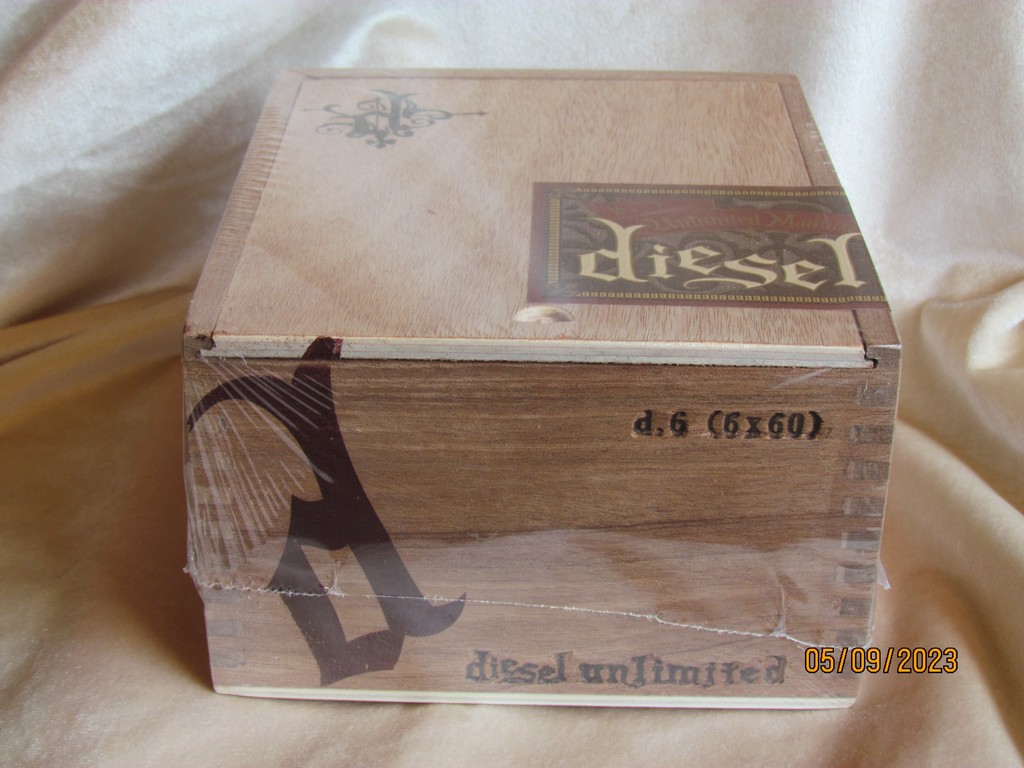 diesel
d.6 (6x60)
diesel unlimited
05/09/2023